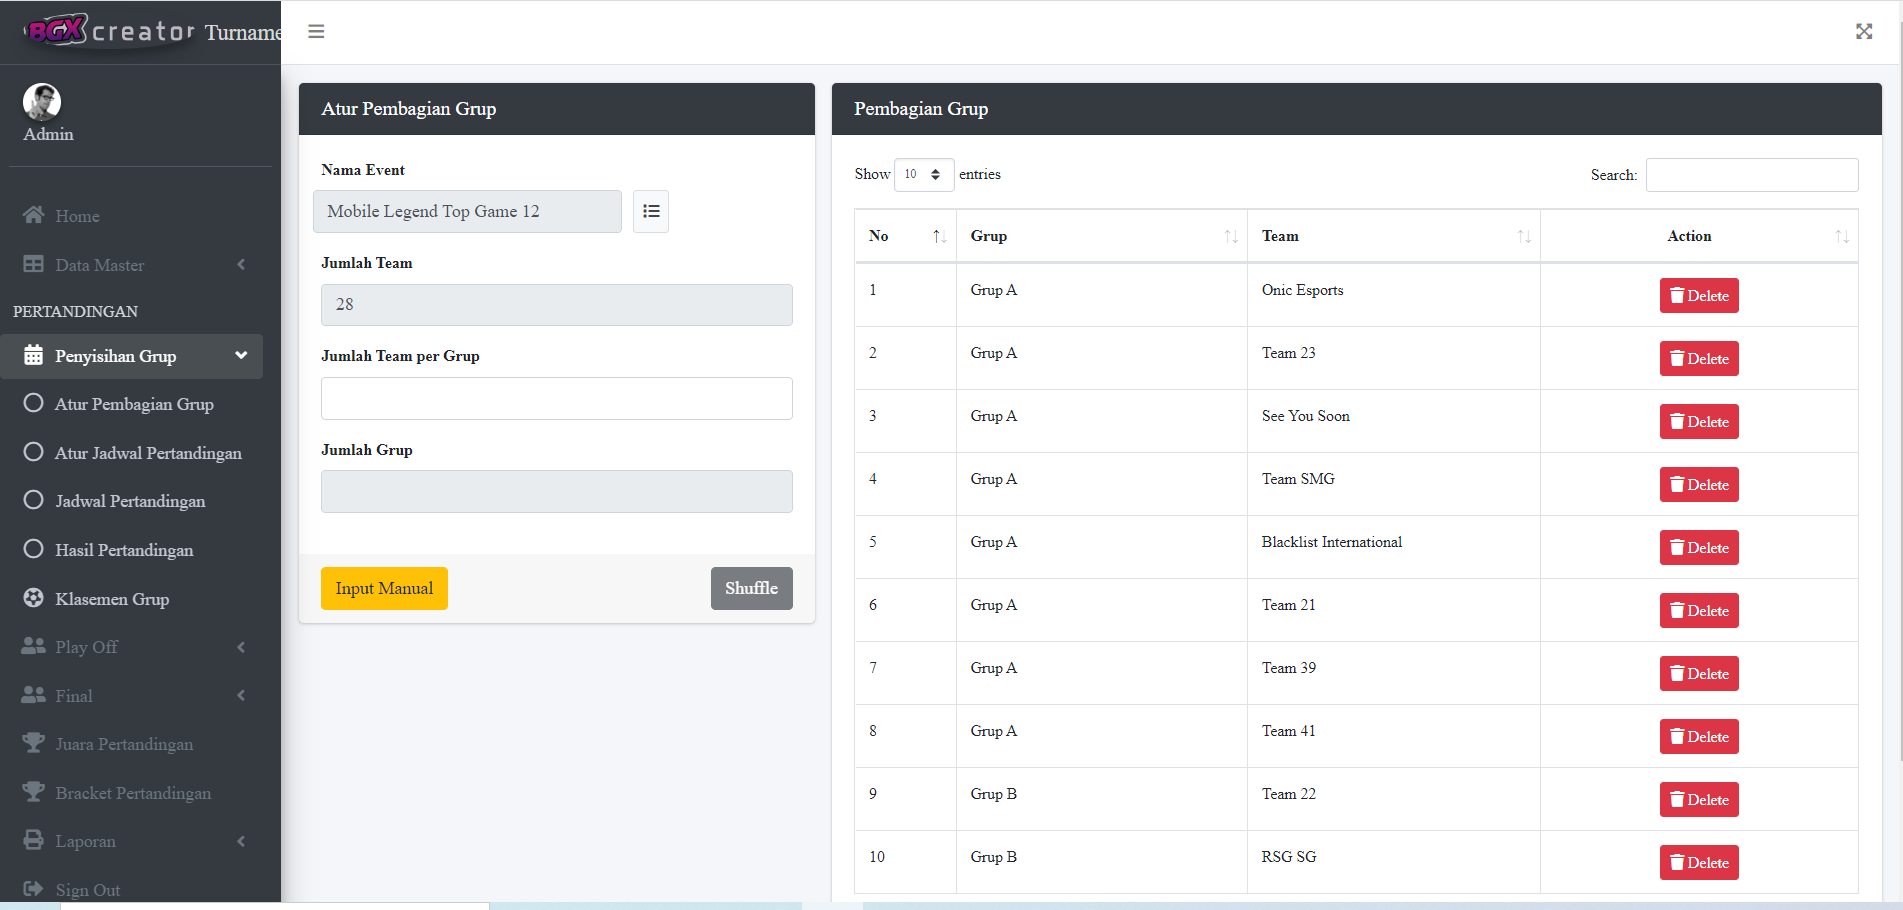 BGX creator Turname
Admin
Home
Data Master
PERTANDINGAN
Penyisihan Grup
Atur Pembagian Grup
Atur Jadwal Pertandingan
Jadwal Pertandingan
Hasil Pertandingan
Klasemen Grup
Play Off
Final
Juara Pertandingan
Bracket Pertandingan
Laporan
Sign Out
Atur Pembagian Grup
Nama Event
Mobile Legend Top Game 12
Jumlah Team
28
Jumlah Team per Grup
Jumlah Grup
Input Manual Shuffle
Pembagian Grup
Show 10 entries Search:
No Grup Team Action
1 Grup A Onic Esports Delete
2 Grup A Team 23 Delete
3 Grup A See You Soon Delete
4 Grup A Team SMG Delete
5 Grup A Blacklist International Delete
6 Grup A Team 21 Delete
7 Grup A Team 39 Delete
8 Grup A Team 41 Delete
9 Grup B Team 22 Delete
10 Grup B RSG SG Delete